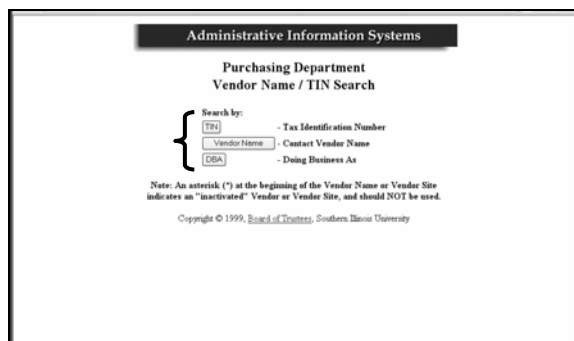 Administrative Information Systems
Purchasing Department
Vendor Name / TIN Search
Search by:
TIN - Tax Identification Number
Vendor Name - Contact Vendor Name
DBA - Doing Business As
Note: An asterisk (*) at the beginning of the Vendor Name or Vendor Site
indicates an "inactivated" Vendor or Vendor Site, and should NOT be used.
Copyright © 1999, Board of Trustees, Southern Illinois University